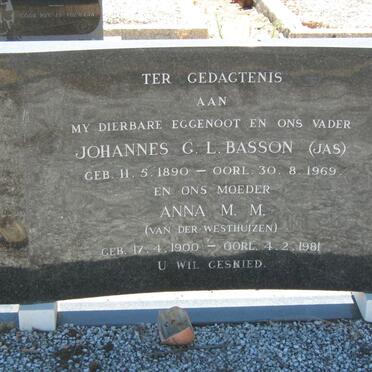 TER GEDAGTENIS
AAN
MY DIERBARE EGGENOOT EN ONS VADER
JOHANNES G. L. BASSON (JAS)
GEB. 11. 5. 1890 — OORL. 30. 8. 1969.
EN ONS MOEDER
ANNA M. M.
(VAN DER WESTHUIZEN)
GEB. 17. 4. 1900 — OORL. 4. 2. 1981
U WIL GESKIED.